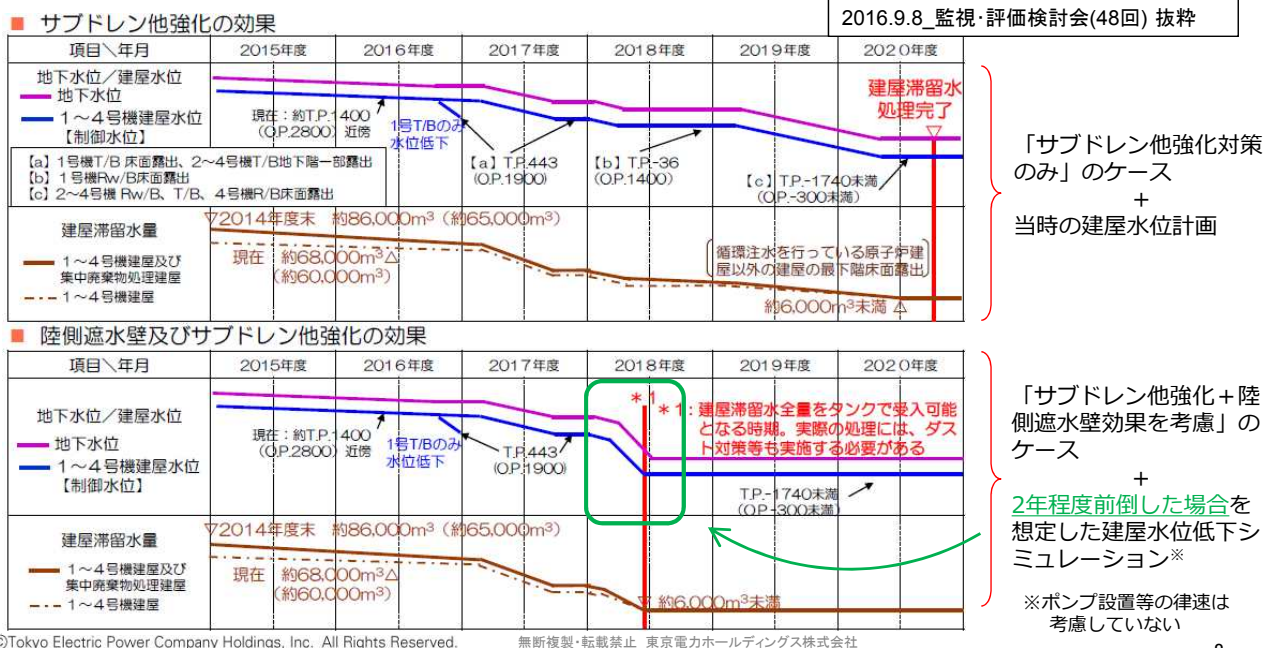 2016.9.8_監視・評価検討会(48回) 抜粋
■ サブドレン他強化の効果
項目＼年月 2015年度 2016年度 2017年度 2018年度 2019年度 2020年度
地下水位／建屋水位
地下水位
1～4号機建屋水位
【制御水位】
現在：約T.P.1400
(O.P.2800) 近傍
1号T/Bのみ
水位低下
【a】T.P.443
(O.P.1900)
【b】T.P.-36
(O.P.1400)
【c】T.P.-1740未満
(O.P.-300未満)
建屋滞留水
処理完了
【a】1号機T/B 床面露出、2～4号機T/B地下階一部露出
【b】1号機Rw/B床面露出
【c】2～4号機 Rw/B、T/B、4号機R/B床面露出
建屋滞留水量
1～4号機建屋及び
集中廃棄物処理建屋
1～4号機建屋
▽2014年度末 約86,000m³（約65,000m³）
現在 約68,000m³△
(約60,000m³)
循環注水を行っている原子炉建
屋以外の建屋の最下階床面露出
約6,000m³未満 △
「サブドレン他強化対策
のみ」のケース
＋
当時の建屋水位計画
■ 陸側遮水壁及びサブドレン他強化の効果
項目＼年月 2015年度 2016年度 2017年度 2018年度 2019年度 2020年度
地下水位／建屋水位
地下水位
1～4号機建屋水位
【制御水位】
現在：約T.P.1400
(O.P.2800) 近傍
1号T/Bのみ
水位低下
T.P.443
(O.P.1900)
＊1
＊1：建屋滞留水全量をタンクで受入可能
となる時期。実際の処理には、ダス
ト対策等も実施する必要がある
T.P.-1740未満
(O.P.-300未満)
建屋滞留水量
1～4号機建屋及び
集中廃棄物処理建屋
1～4号機建屋
▽2014年度末 約86,000m³（約65,000m³）
現在 約68,000m³△
(約60,000m³)
▽ 約6,000m³未満
「サブドレン他強化＋陸
側遮水壁効果を考慮」の
ケース
＋
2年程度前倒した場合を
想定した建屋水位低下シ
ミュレーション※
※ポンプ設置等の律速は
考慮していない
©Tokyo Electric Power Company Holdings, Inc. All Rights Reserved. 無断複製・転載禁止 東京電力ホールディングス株式会社